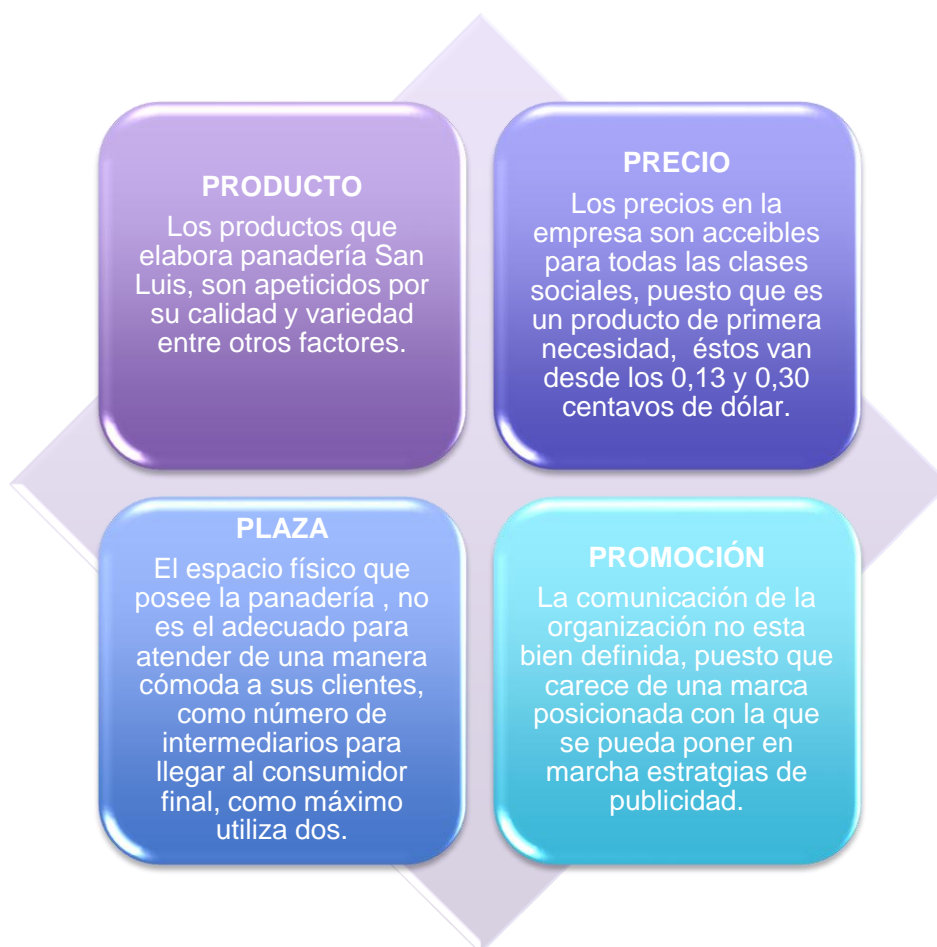 PRODUCTO
Los productos que
elabora panadería San
Luis, son apeticidos por
su calidad y variedad
entre otros factores.
PRECIO
Los precios en la
empresa son acceibles
para todas las clases
sociales, puesto que es
un producto de primera
necesidad, éstos van
desde los 0,13 y 0,30
centavos de dólar.
PLAZA
El espacio físico que
posee la panadería , no
es el adecuado para
atender de una manera
cómoda a sus clientes,
como número de
intermediarios para
llegar al consumidor
final, como máximo
utiliza dos.
PROMOCIÓN
La comunicación de la
organización no esta
bien definida, puesto que
carece de una marca
posicionada con la que
se pueda poner en
marcha estratgias de
publicidad.